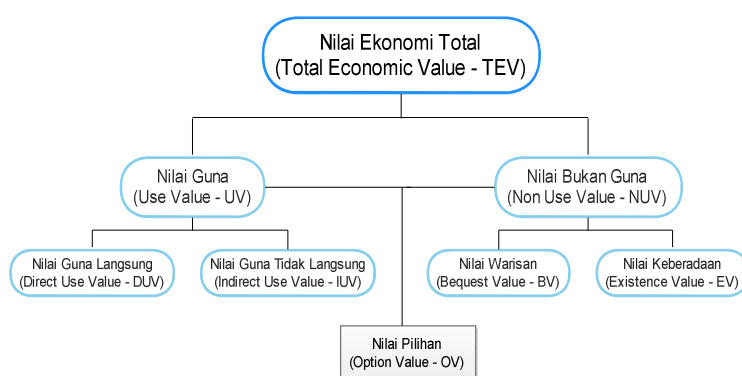 Nilai Ekonomi Total
(Total Economic Value - TEV)
Nilai Guna
(Use Value - UV)
Nilai Bukan Guna
(Non Use Value - NUV)
Nilai Guna Langsung
(Direct Use Value - DUV)
Nilai Guna Tidak Langsung
(Indirect Use Value - IUV)
Nilai Warisan
(Bequest Value - BV)
Nilai Keberadaan
(Existence Value - EV)
Nilai Pilihan
(Option Value - OV)